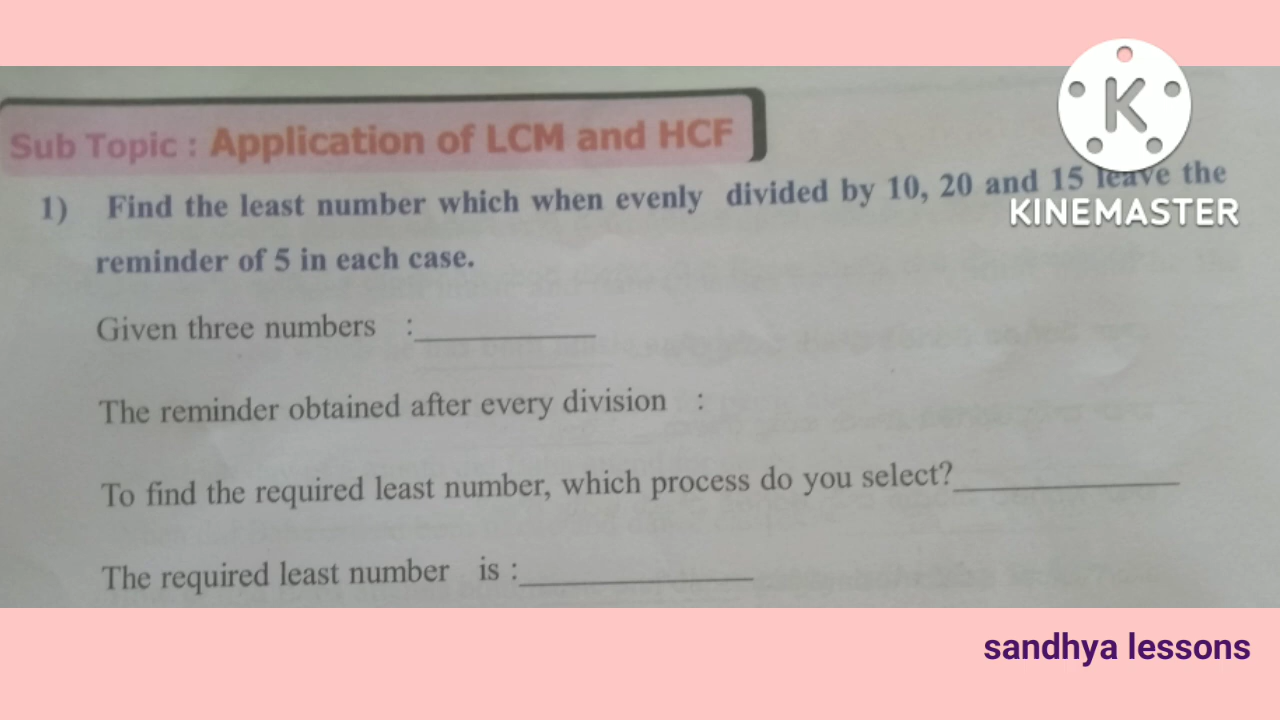 K
KINEMASTER
Sub Topic : Application of LCM and HCF
1) Find the least number which when evenly divided by 10, 20 and 15 leave the
reminder of 5 in each case.
Given three numbers :__________
The reminder obtained after every division :
To find the required least number, which process do you select?____________
The required least number is :____________
sandhya lessons